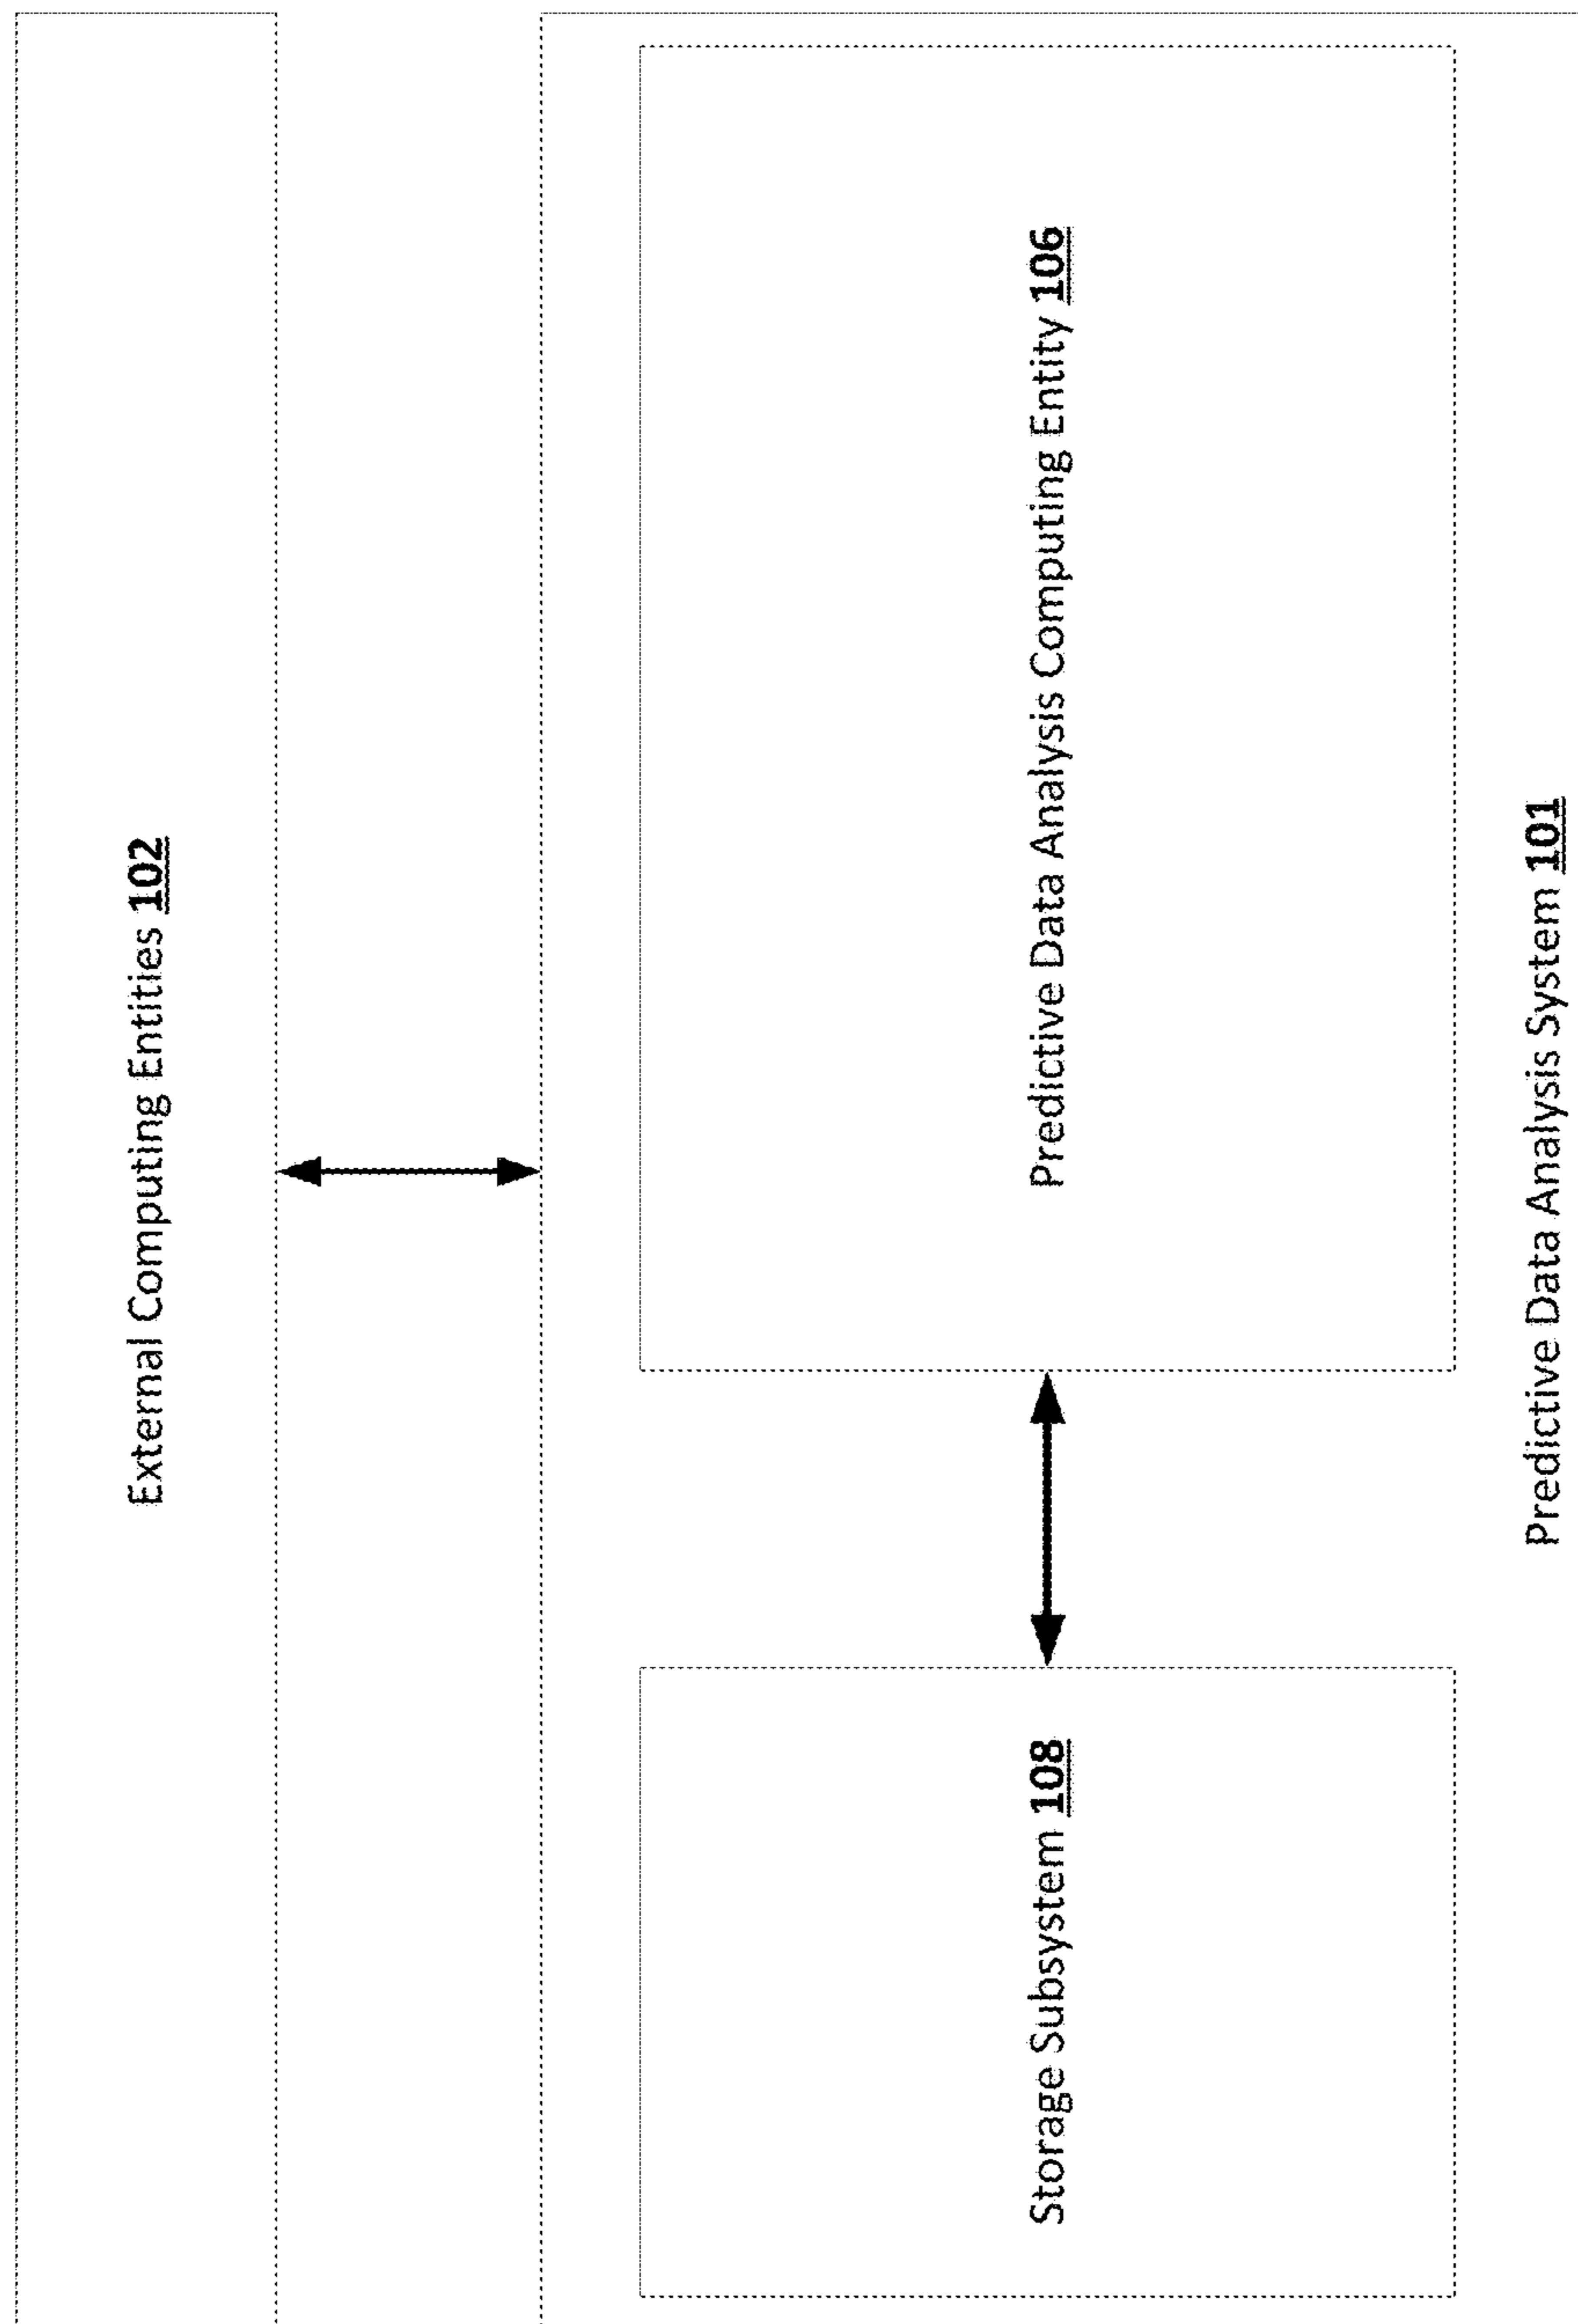 External Computing Entities 102
Storage Subsystem 108
Predictive Data Analysis Computing Entity 106
Predictive Data Analysis System 101